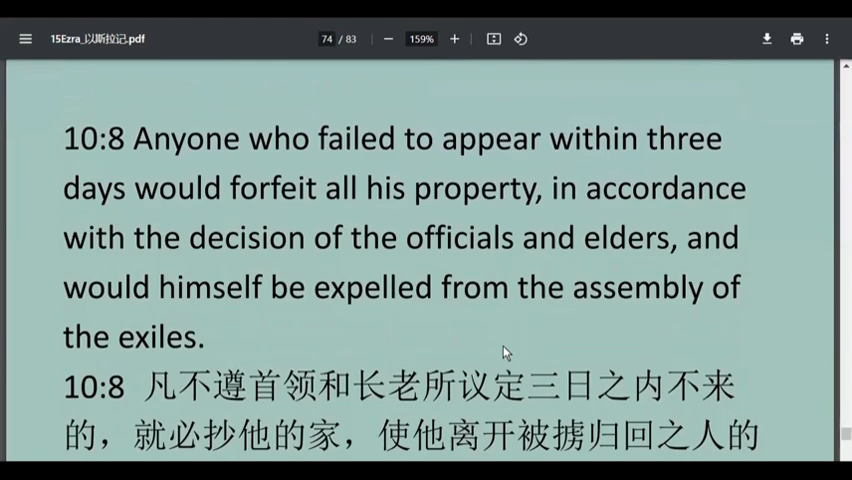 15Ezra_以斯拉记.pdf
74 / 83
159%
10:8 Anyone who failed to appear within three
days would forfeit all his property, in accordance
with the decision of the officials and elders, and
would himself be expelled from the assembly of
the exiles.
10:8 凡不遵首领和长老所议定三日之内不来
的，就必抄他的家，使他离开被掳归回之人的